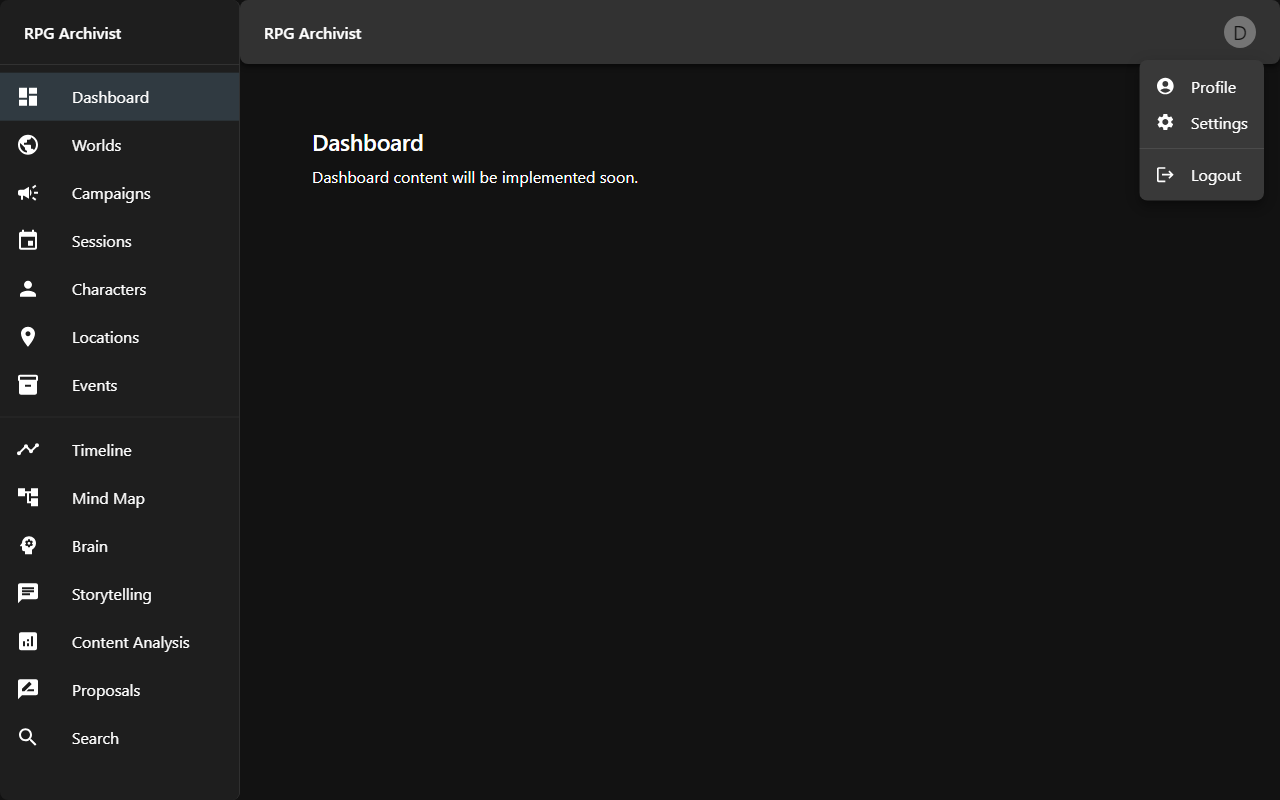 RPG Archivist
Dashboard
Worlds
Campaigns
Sessions
Characters
Locations
Events
Timeline
Mind Map
Brain
Storytelling
Content Analysis
Proposals
Search
RPG Archivist
D
Profile
Settings
Logout
Dashboard
Dashboard content will be implemented soon.